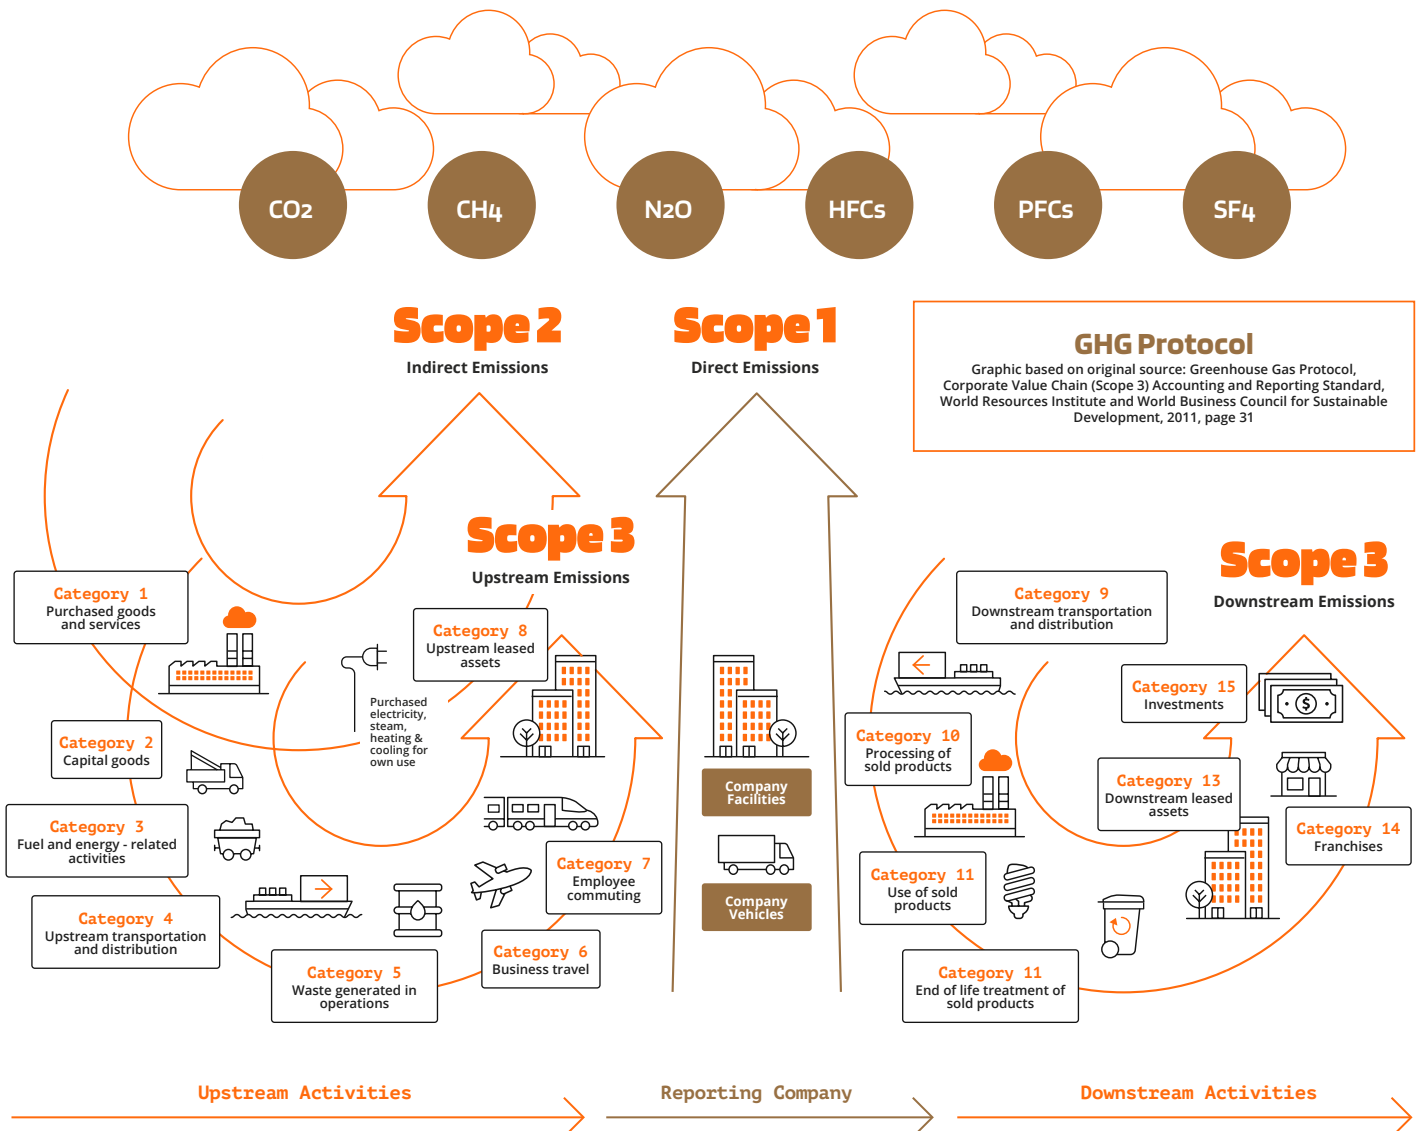 CO2
CH4
N2O
HFCs
PFCs
SF4
Scope 2
Indirect Emissions
Scope 1
Direct Emissions
GHG Protocol
Graphic based on original source: Greenhouse Gas Protocol,
Corporate Value Chain (Scope 3) Accounting and Reporting Standard,
World Resources Institute and World Business Council for Sustainable
Development, 2011, page 31
Scope 3
Upstream Emissions
Category 1
Purchased goods
and services
Category 2
Capital goods
Category 3
Fuel and energy - related
activities
Category 4
Upstream transportation
and distribution
Category 5
Waste generated in
operations
Category 6
Business travel
Category 7
Employee
commuting
Category 8
Upstream leased
assets
Purchased
electricity,
steam,
heating &
cooling for
own use
Company
Facilities
Company
Vehicles
Scope 3
Downstream Emissions
Category 9
Downstream transportation
and distribution
Category 10
Processing of
sold products
Category 11
Use of sold
products
Category 11
End of life treatment of
sold products
Category 13
Downstream leased
assets
Category 14
Franchises
Category 15
Investments
$
Upstream Activities
Reporting Company
Downstream Activities